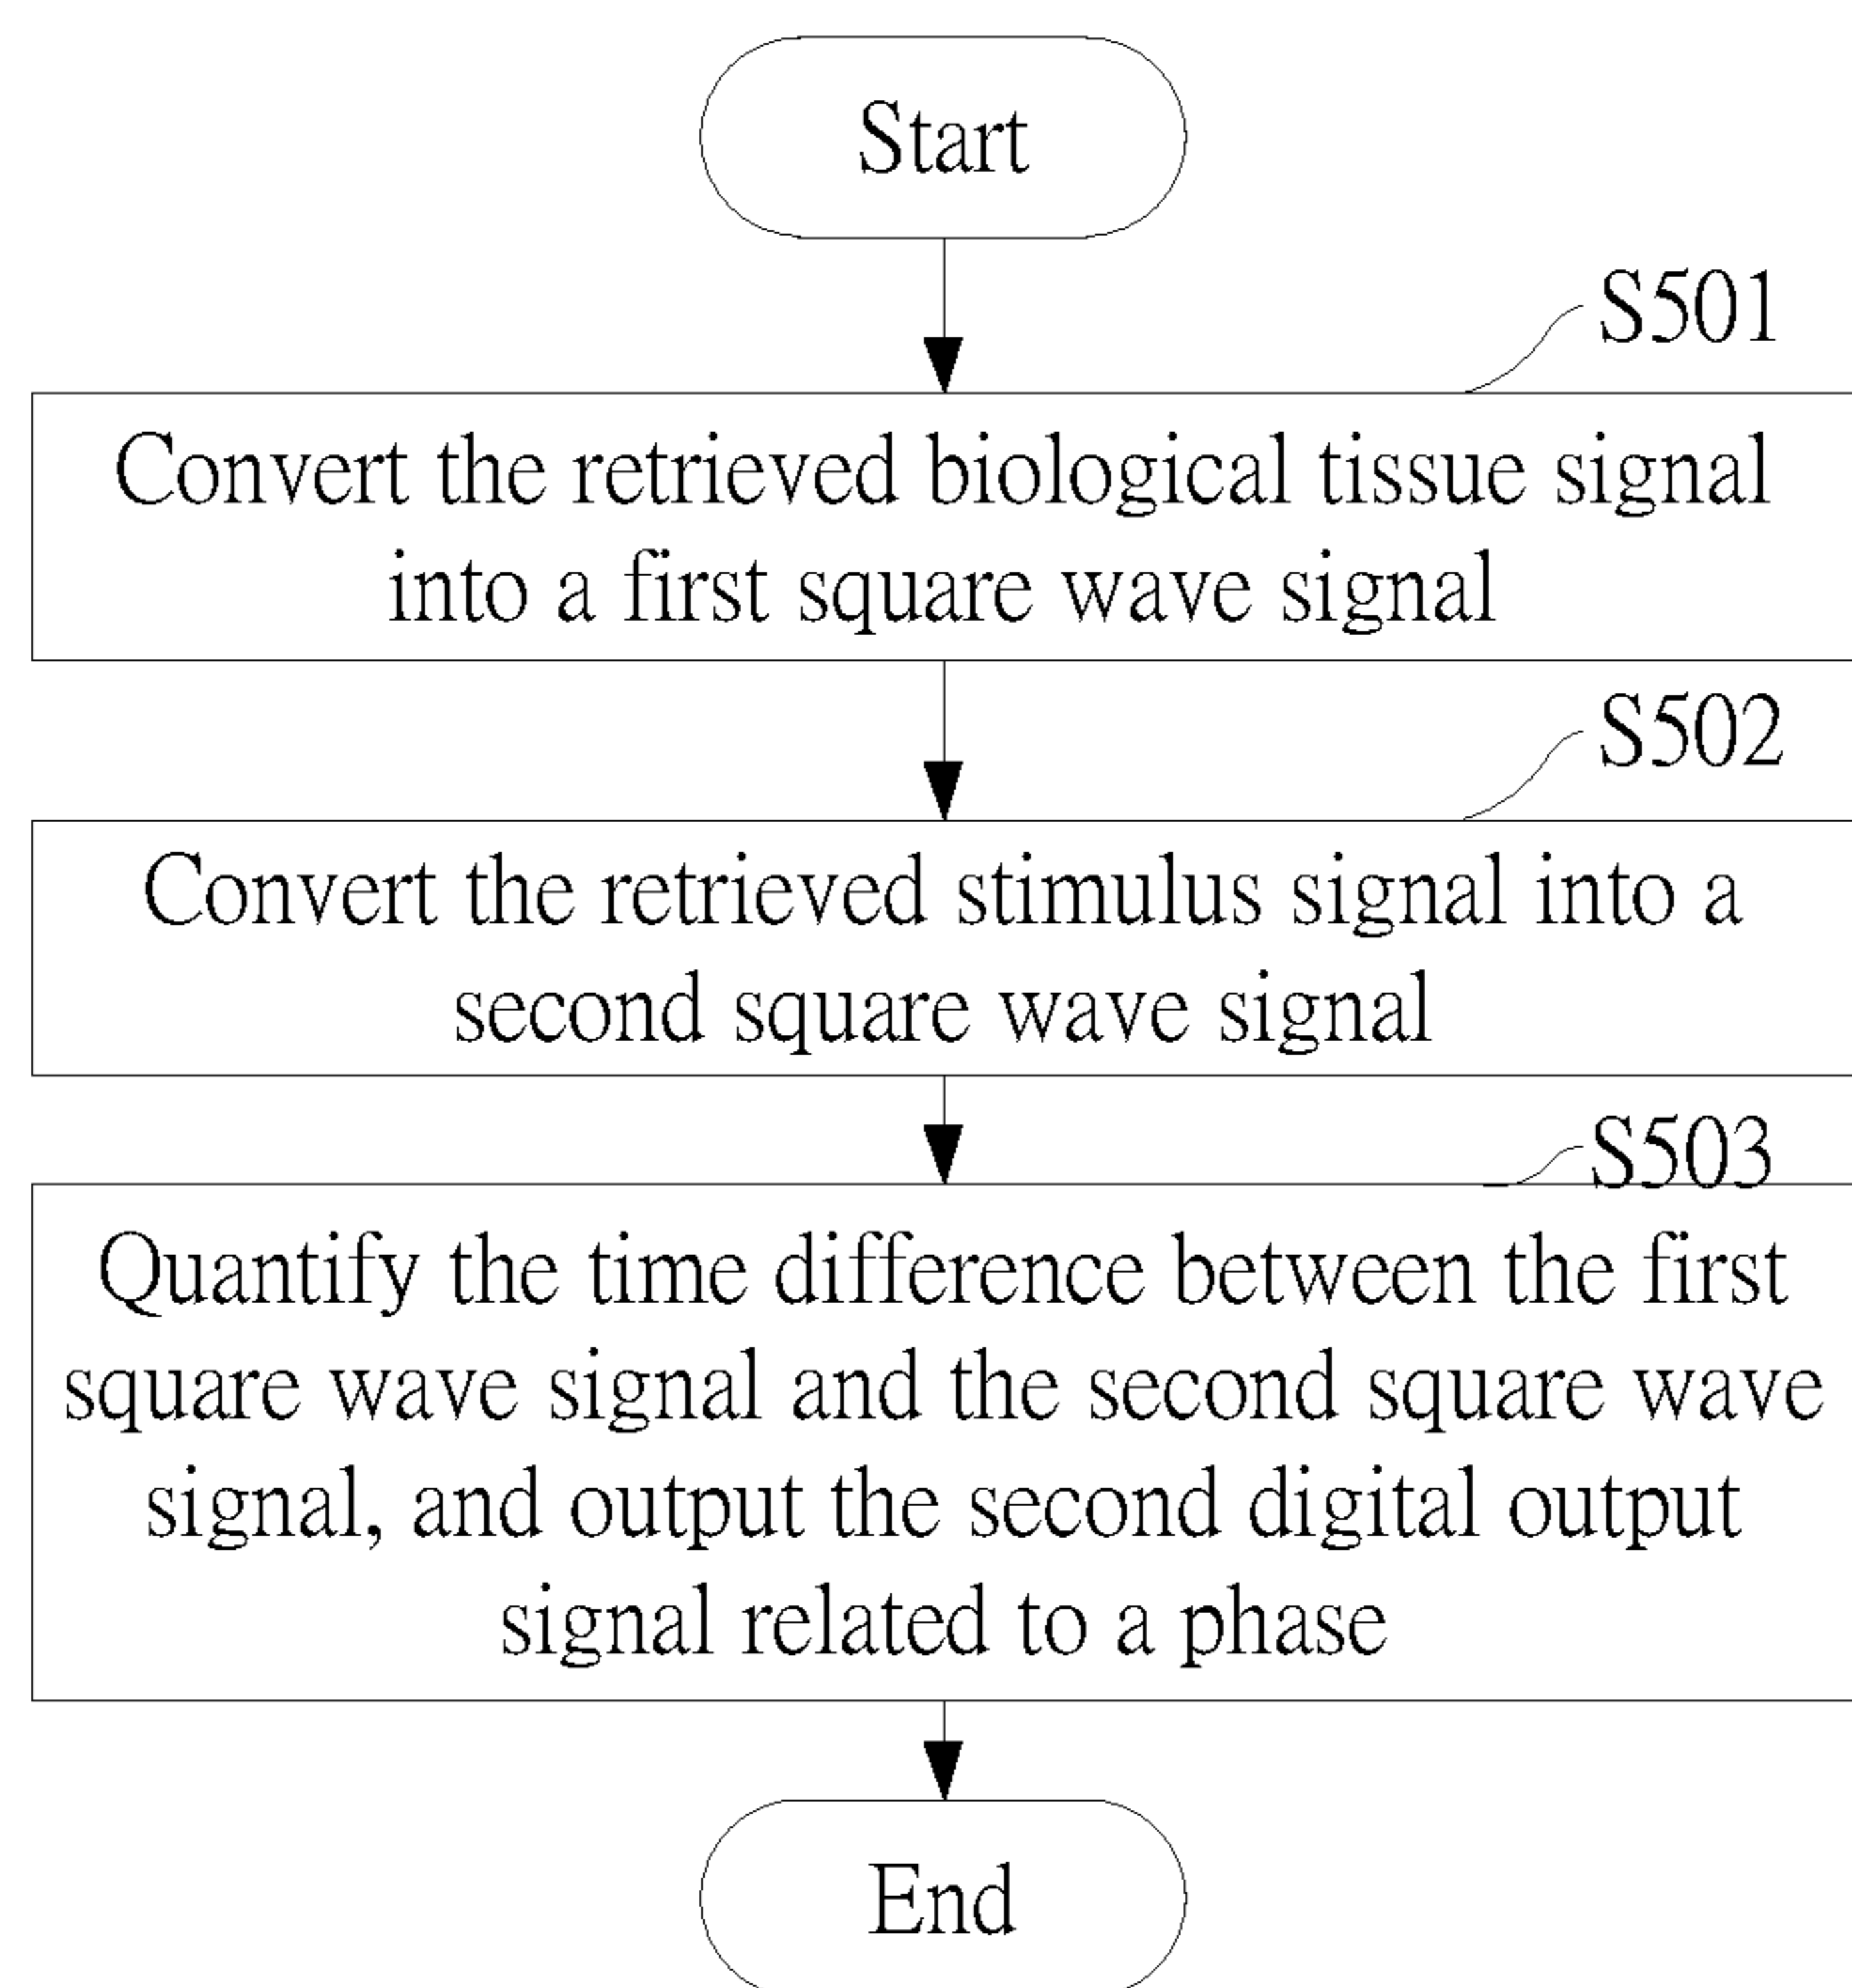 Start
S501
Convert the retrieved biological tissue signal
into a first square wave signal
S502
Convert the retrieved stimulus signal into a
second square wave signal
S503
Quantify the time difference between the first
square wave signal and the second square wave
signal, and output the second digital output
signal related to a phase
End